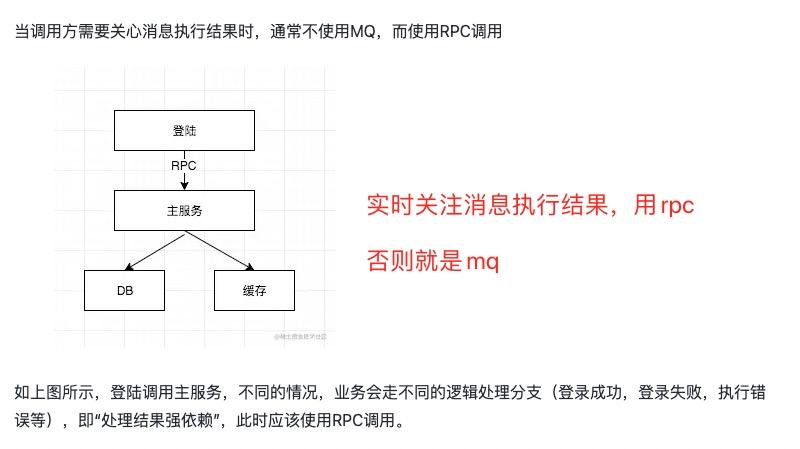 当调用方需要关心消息执行结果时，通常不使用MQ，而使用RPC调用
登陆
RPC
主服务
实时关注消息执行结果，用rpc
否则就是mq
DB
缓存
@稀土掘金技术社区
如上图所示，登陆调用主服务，不同的情况，业务会走不同的逻辑处理分支（登录成功，登录失败，执行错
误等），即“处理结果强依赖”，此时应该使用RPC调用。